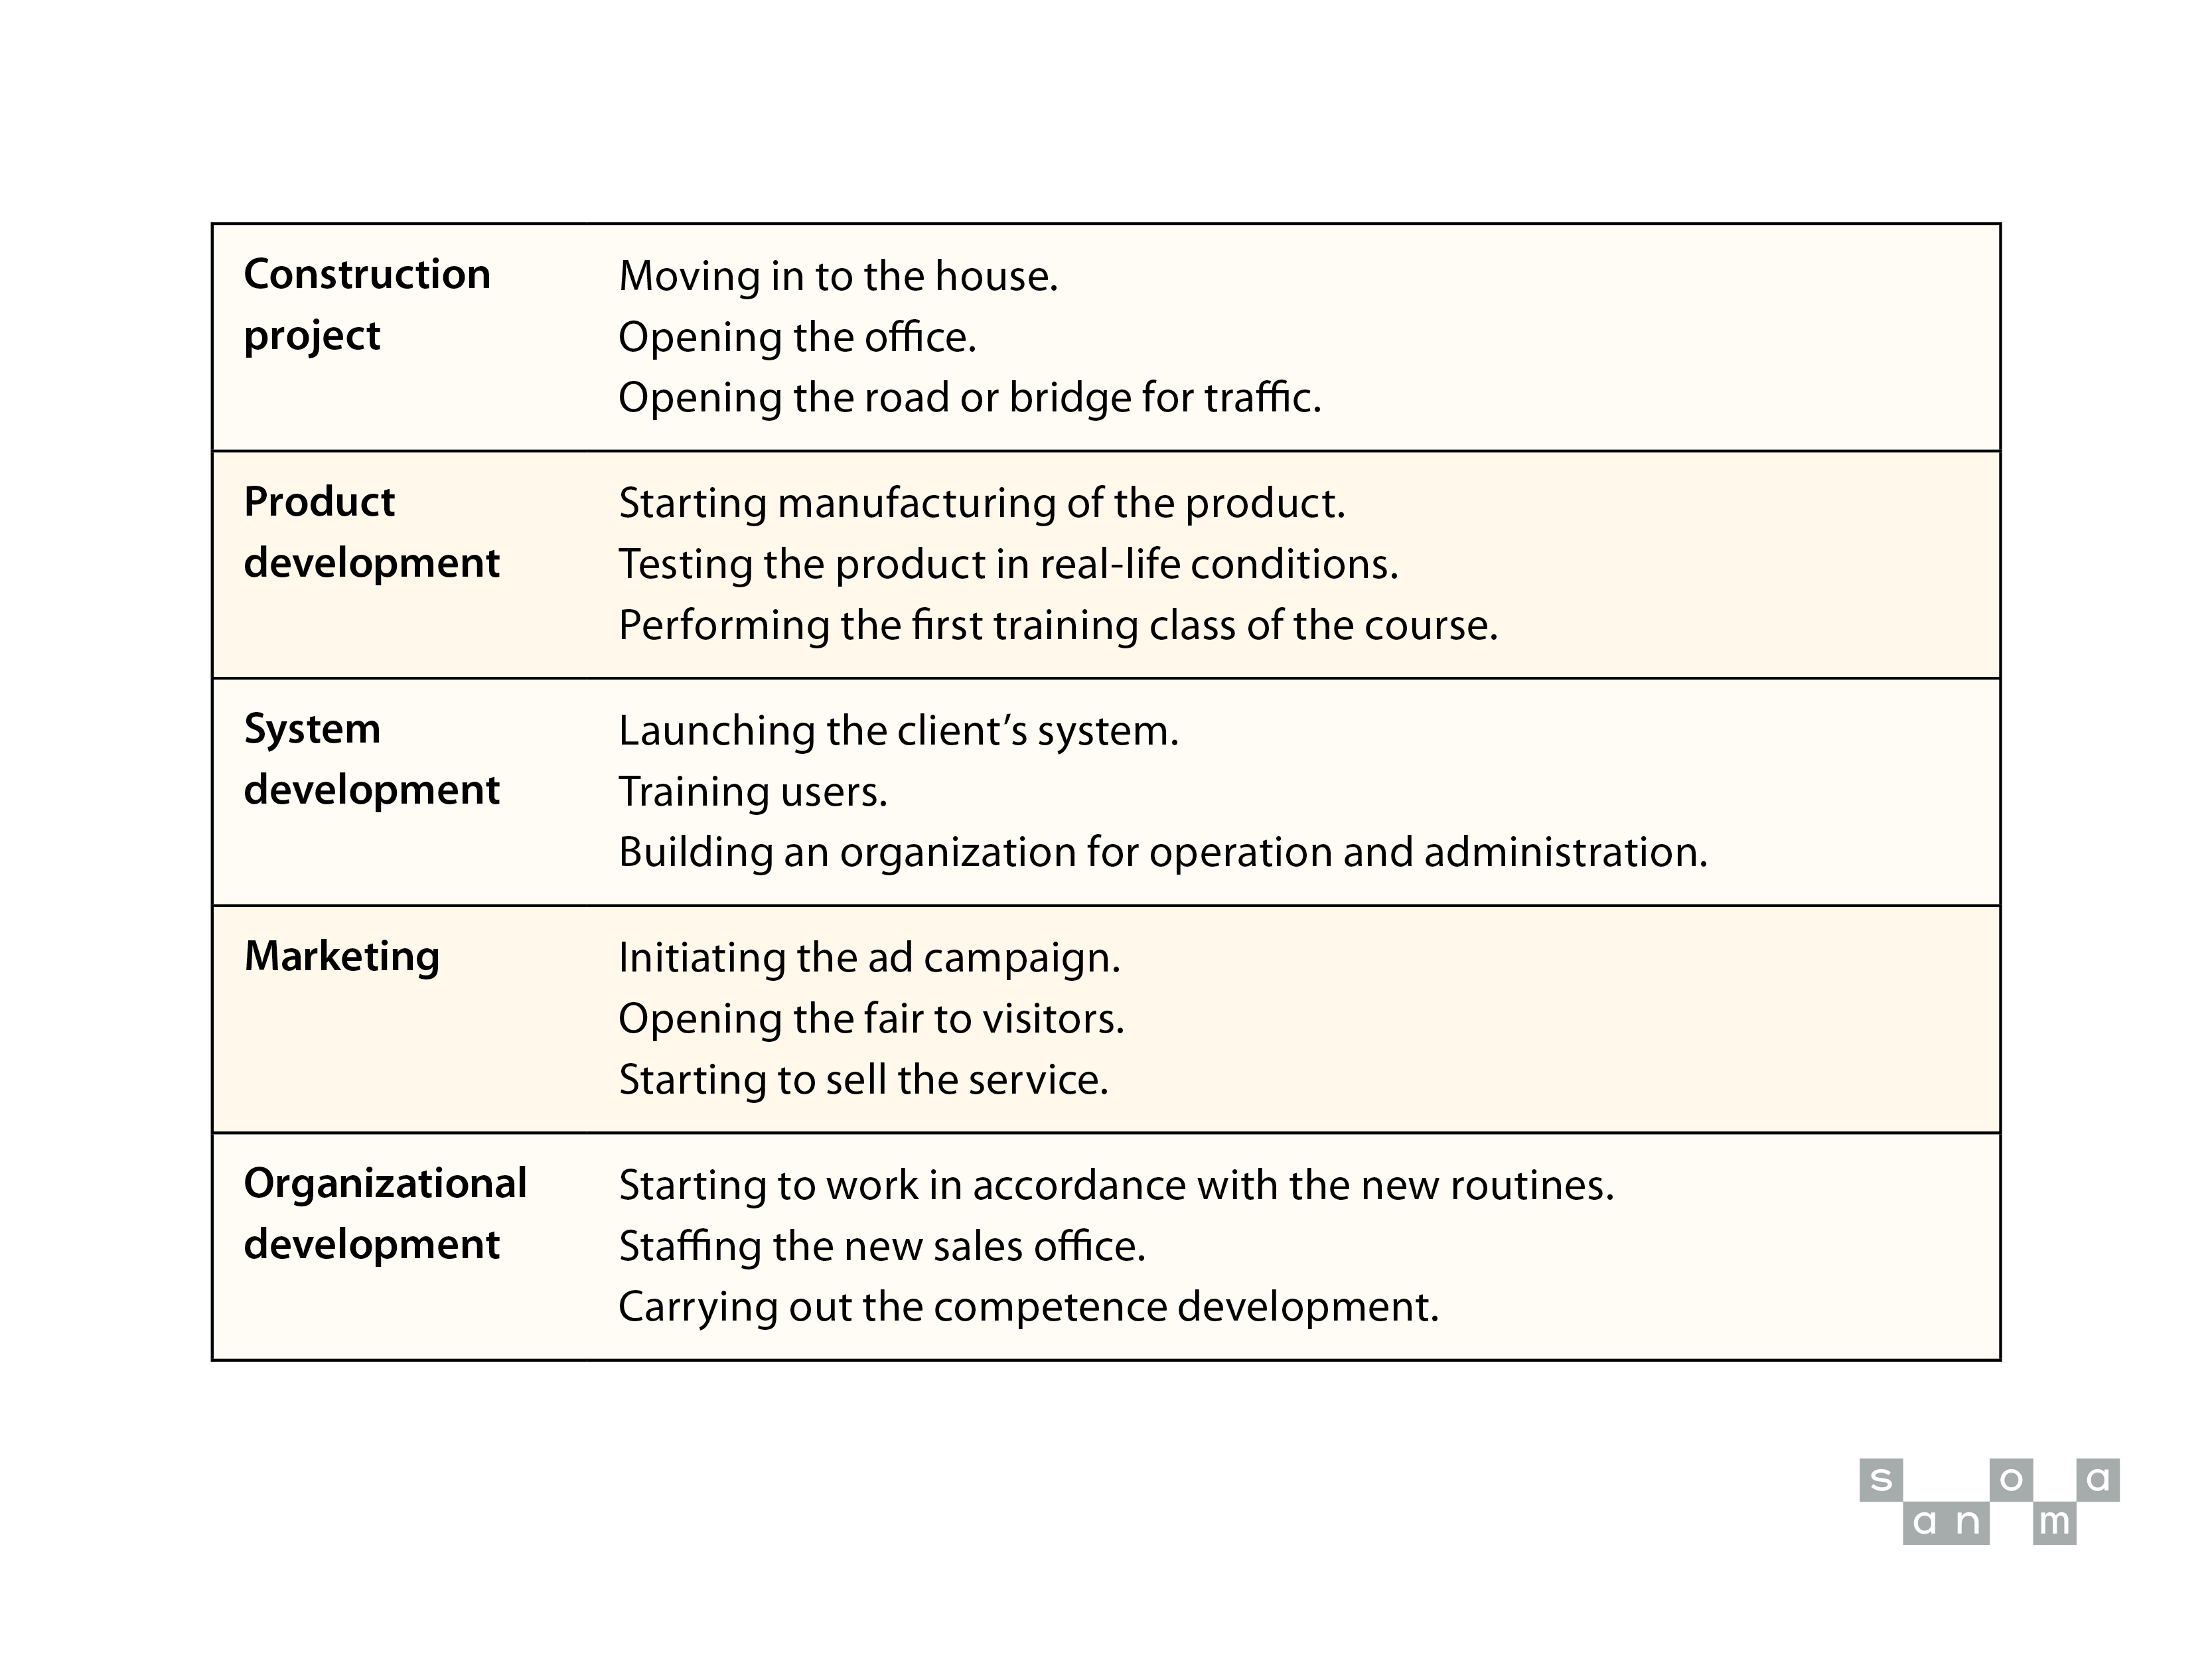 Construction
project
Moving in to the house.
Opening the office.
Opening the road or bridge for traffic.
Product
development
Starting manufacturing of the product.
Testing the product in real-life conditions.
Performing the first training class of the course.
System
development
Launching the client’s system.
Training users.
Building an organization for operation and administration.
Marketing
Initiating the ad campaign.
Opening the fair to visitors.
Starting to sell the service.
Organizational
development
Starting to work in accordance with the new routines.
Staffing the new sales office.
Carrying out the competence development.
sanoma